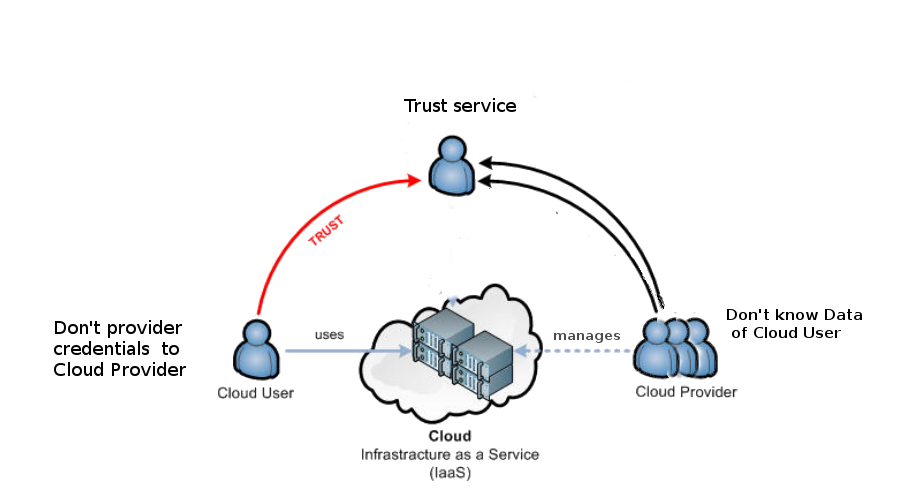 Trust service
TRUST
Don't provider
credentials to
Cloud Provider
uses
manages
Don't know Data
of Cloud User
Cloud User
Cloud Provider
Cloud
Infrastracture as a Service
(IaaS)